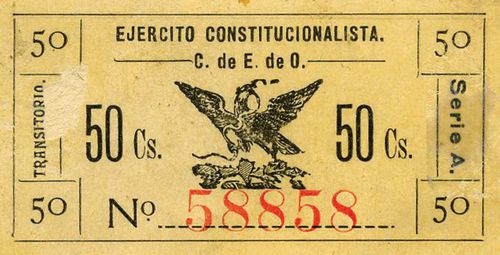 50 EJERCITO CONSTITUCIONALISTA. 50
C. de E. de O.
TRANSITORIO.
50 Cs. 50 Cs.
Serie A.
50 No. 58858 50